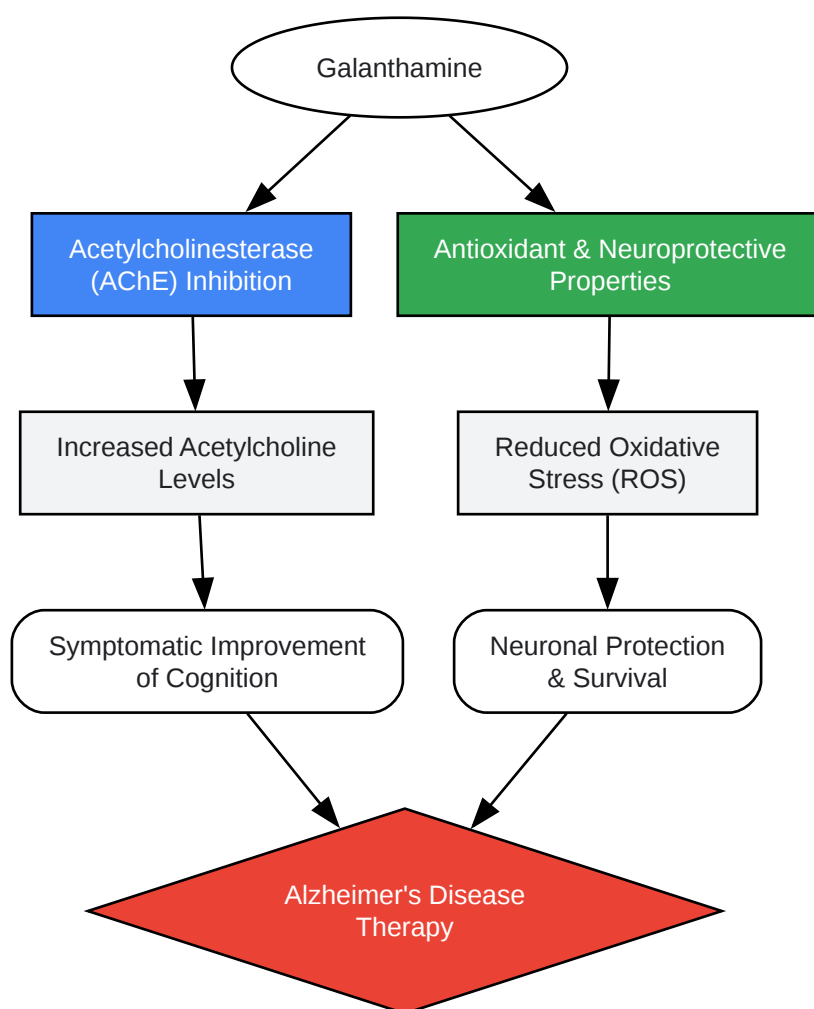 Galanthamine
Acetylcholinesterase
(AChE) Inhibition
Antioxidant & Neuroprotective
Properties
Increased Acetylcholine
Levels
Reduced Oxidative
Stress (ROS)
Symptomatic Improvement
of Cognition
Neuronal Protection
& Survival
Alzheimer's Disease
Therapy